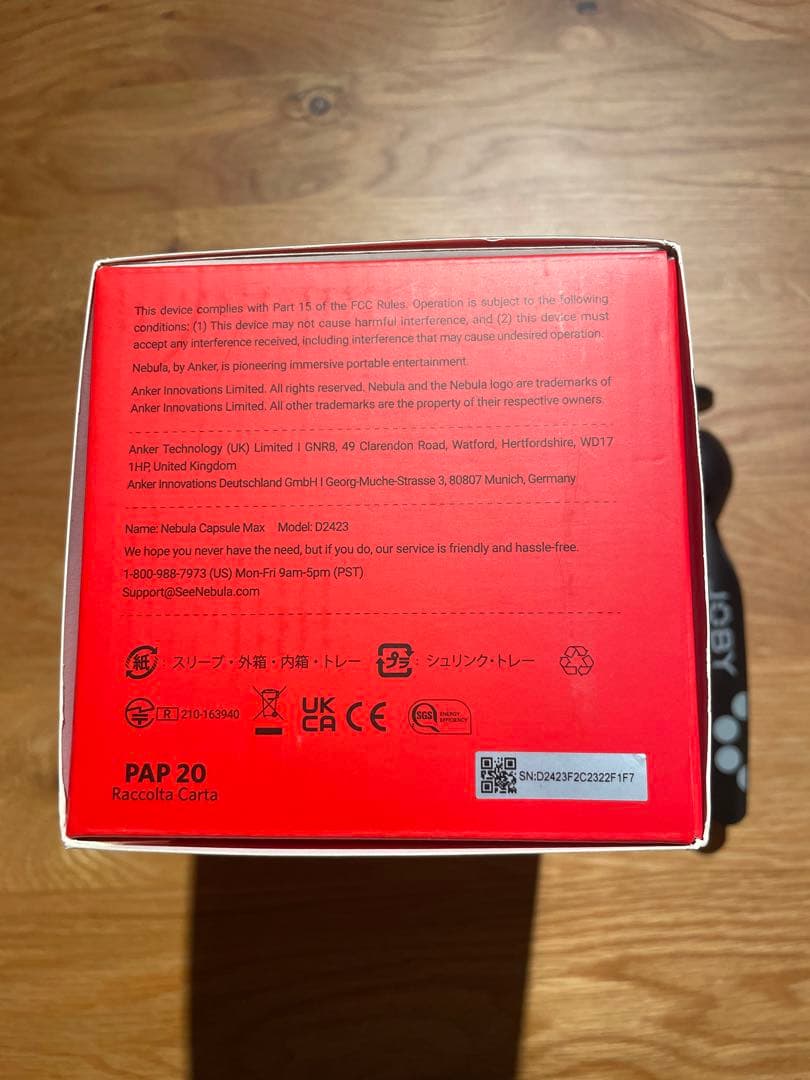 This device complies with Part 15 of the FCC Rules. Operation is subject to the following
conditions: (1) This device may not cause harmful interference, and (2) this device must
accept any interference received, including interference that may cause undesired operation.
Nebula, by Anker, is pioneering immersive portable entertainment.
Anker Innovations Limited. All rights reserved. Nebula and the Nebula logo are trademarks of
Anker Innovations Limited. All other trademarks are the property of their respective owners.
Anker Technology (UK) Limited | GNR8, 49 Clarendon Road, Watford, Hertfordshire, WD17
1HP, United Kingdom
Anker Innovations Deutschland GmbH | Georg-Muche-Strasse 3, 80807 Munich, Germany
Name: Nebula Capsule Max Model: D2423
We hope you never have the need, but if you do, our service is friendly and hassle-free.
1-800-988-7973 (US) Mon-Fri 9am-5pm (PST)
Support@SeeNebula.com
紙 : スリーブ・外箱・内箱・トレー プラ : シュリンク・トレー
R 210-163940 UK CA CE SGS ENERGY EFFICIENCY
PAP 20
Raccolta Carta
SN:D2423F2C2322F1F7
JOBY